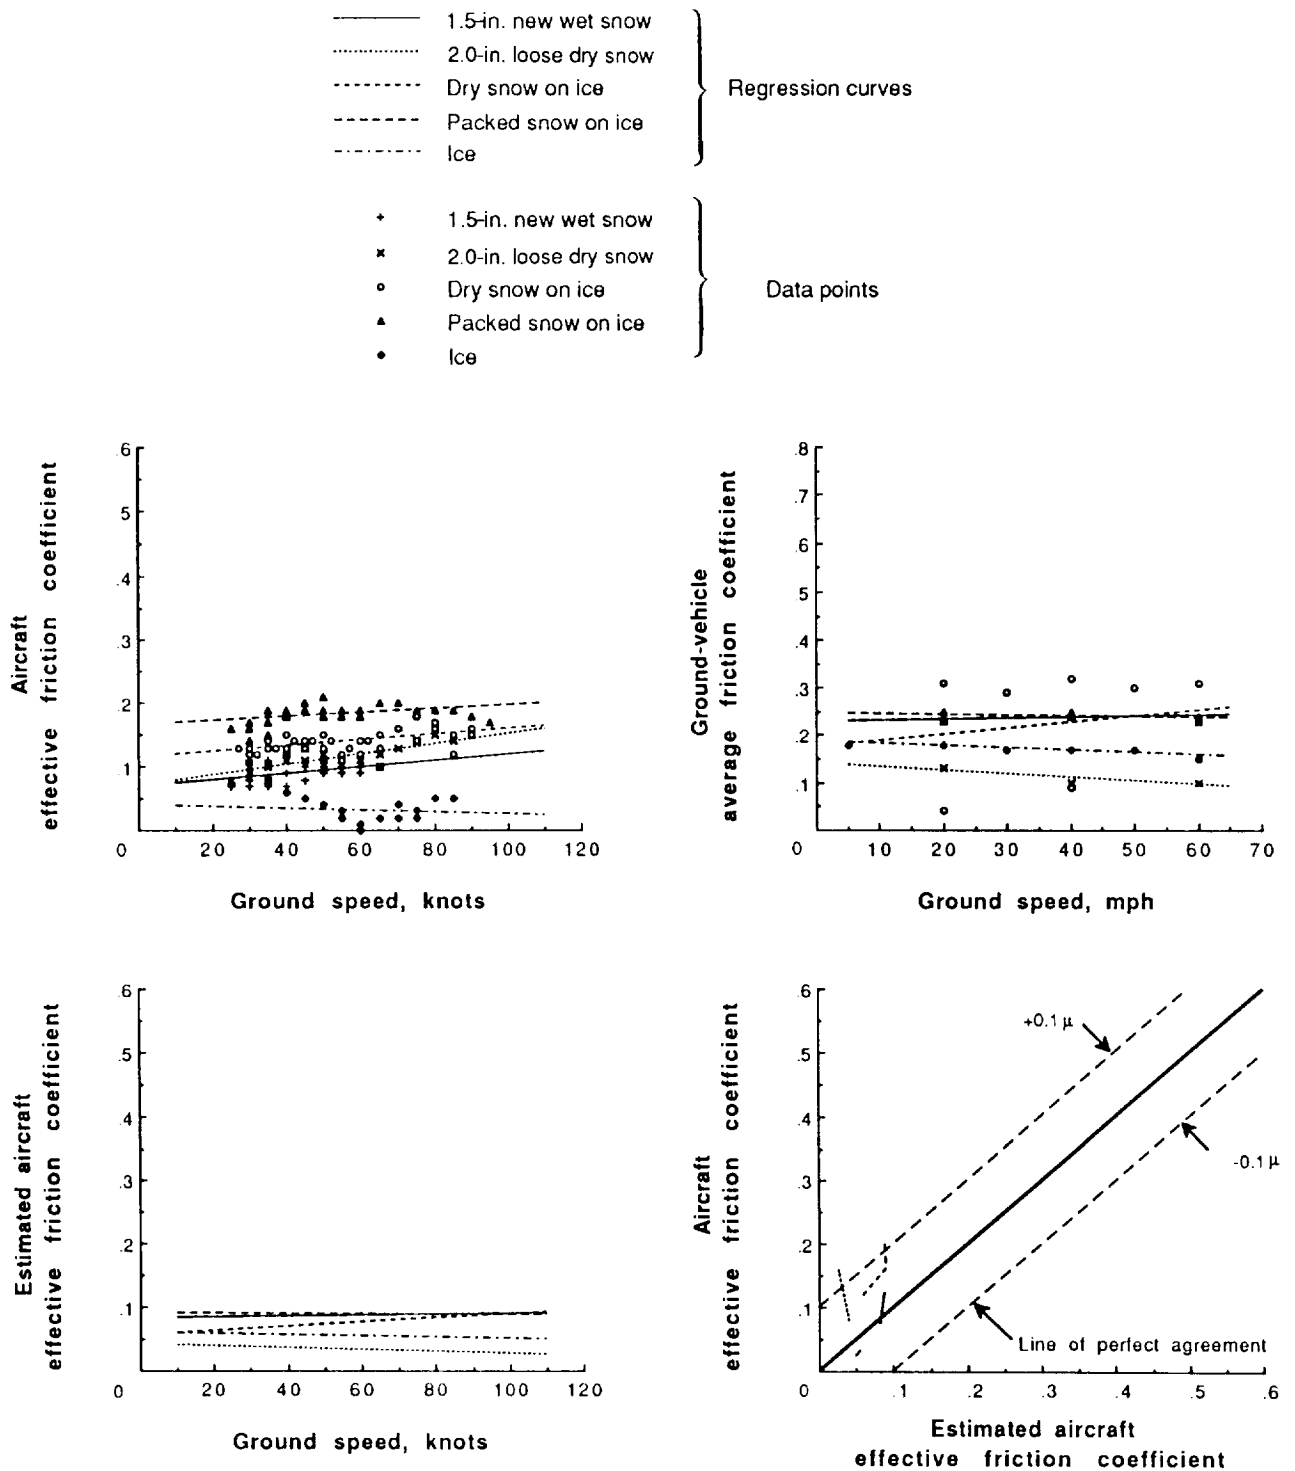 1.5-in. new wet snow
2.0-in. loose dry snow
Dry snow on ice
Packed snow on ice
Ice
Regression curves
1.5-in. new wet snow
2.0-in. loose dry snow
Dry snow on ice
Packed snow on ice
Ice
Data points
Aircraft
effective friction coefficient
.6
5
.4
.3
.2
.1
0 20 40 60 80 100 120
Ground speed, knots
Ground-vehicle
average friction coefficient
.8
.7
.6
.5
.4
.3
.2
.1
0 10 20 30 40 50 60 70
Ground speed, mph
Estimated aircraft
effective friction coefficient
.6
.5
.4
.3
.2
.1
0 20 40 60 80 100 120
Ground speed, knots
Aircraft
effective friction coefficient
.6
.5
.4
.3
.2
.1
0 .1 .2 .3 .4 .5 .6
+0.1 μ
-0.1 μ
Line of perfect agreement
Estimated aircraft
effective friction coefficient